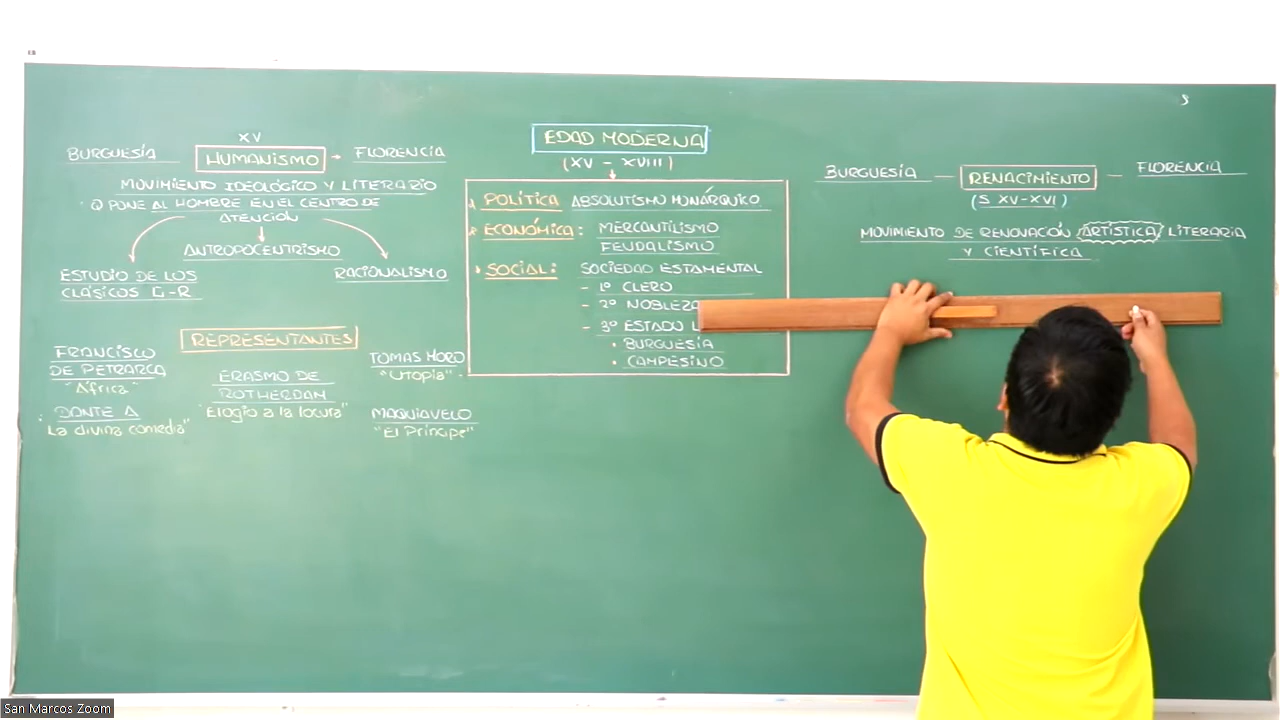 XV
BURGUESÍA HUMANISMO → FLORENCIA
MOVIMIENTO IDEOLÓGICO Y LITERARIO
Q PONE AL HOMBRE EN EL CENTRO DE
ATENCIÓN
ANTROPOCENTRISMO
ESTUDIO DE LOS
CLÁSICOS G-R
RACIONALISMO
REPRESENTANTES
FRANCISCO
DE PETRARCA
"África"
DANTE A
"La divina comedia"
ERASMO DE
ROTHERDAM
"Elogio a la locura"
TOMAS MORO
"Utopia"
MAQUIAVELO
"El Príncipe"
EDAD MODERNA
(XV - XVIII)
POLÍTICA ABSOLUTISMO MONÁRQUICO
ECONÓMICA: MERCANTILISMO
FEUDALISMO
SOCIAL: SOCIEDAD ESTAMENTAL
- 1º CLERO
- 2º NOBLEZA
- 3º ESTADO
• BURGUESÍA
• CAMPESINO
BURGUESÍA — RENACIMIENTO — FLORENCIA
(S XV-XVI)
MOVIMIENTO DE RENOVACIÓN ARTÍSTICA, LITERARIA
Y CIENTÍFICA
San Marcos Zoom